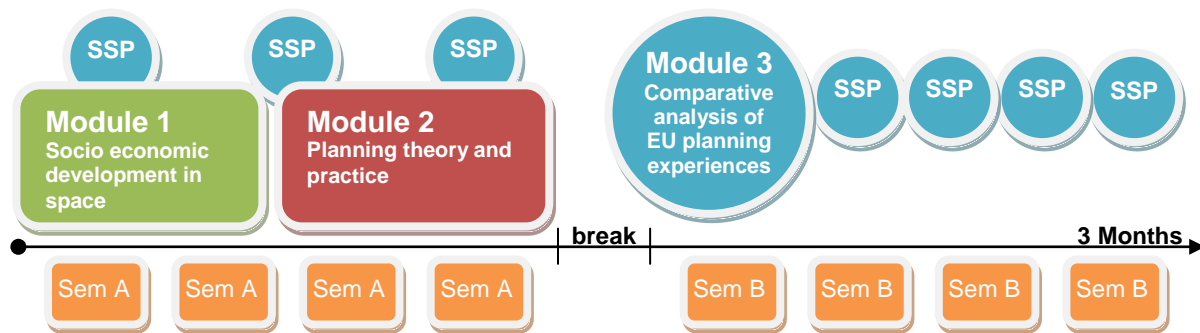 SSP
SSP
SSP
Module 1
Socio economic
development in
space
Module 2
Planning theory and
practice
Module 3
Comparative
analysis of
EU planning
experiences
SSP
SSP
SSP
SSP
break
3 Months
Sem A
Sem A
Sem A
Sem A
Sem B
Sem B
Sem B
Sem B